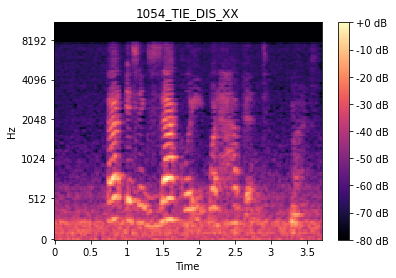 1054_TIE_DIS_XX
+0 dB
8192
-10 dB
4096
-20 dB
-30 dB
2048
Hz
-40 dB
1024
-50 dB
512
-60 dB
-70 dB
0
-80 dB
0 0.5 1 1.5 2 2.5 3 3.5
Time